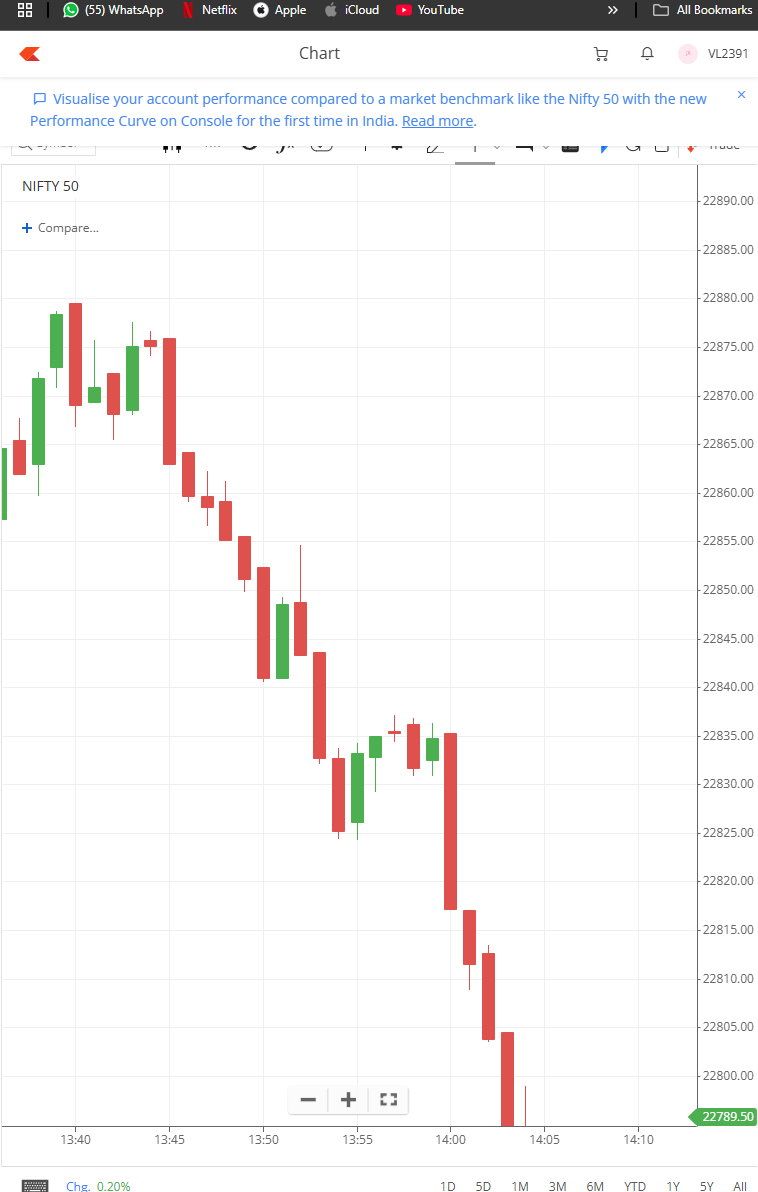 (55) WhatsApp Netflix Apple iCloud YouTube » All Bookmarks
Chart VL2391
Visualise your account performance compared to a market benchmark like the Nifty 50 with the new
Performance Curve on Console for the first time in India. Read more.
NIFTY 50
+ Compare...
22890.00
22885.00
22880.00
22875.00
22870.00
22865.00
22860.00
22855.00
22850.00
22845.00
22840.00
22835.00
22830.00
22825.00
22820.00
22815.00
22810.00
22805.00
22800.00
22789.50
13:40 13:45 13:50 13:55 14:00 14:05 14:10
Chg. 0.20% 1D 5D 1M 3M 6M YTD 1Y 5Y All